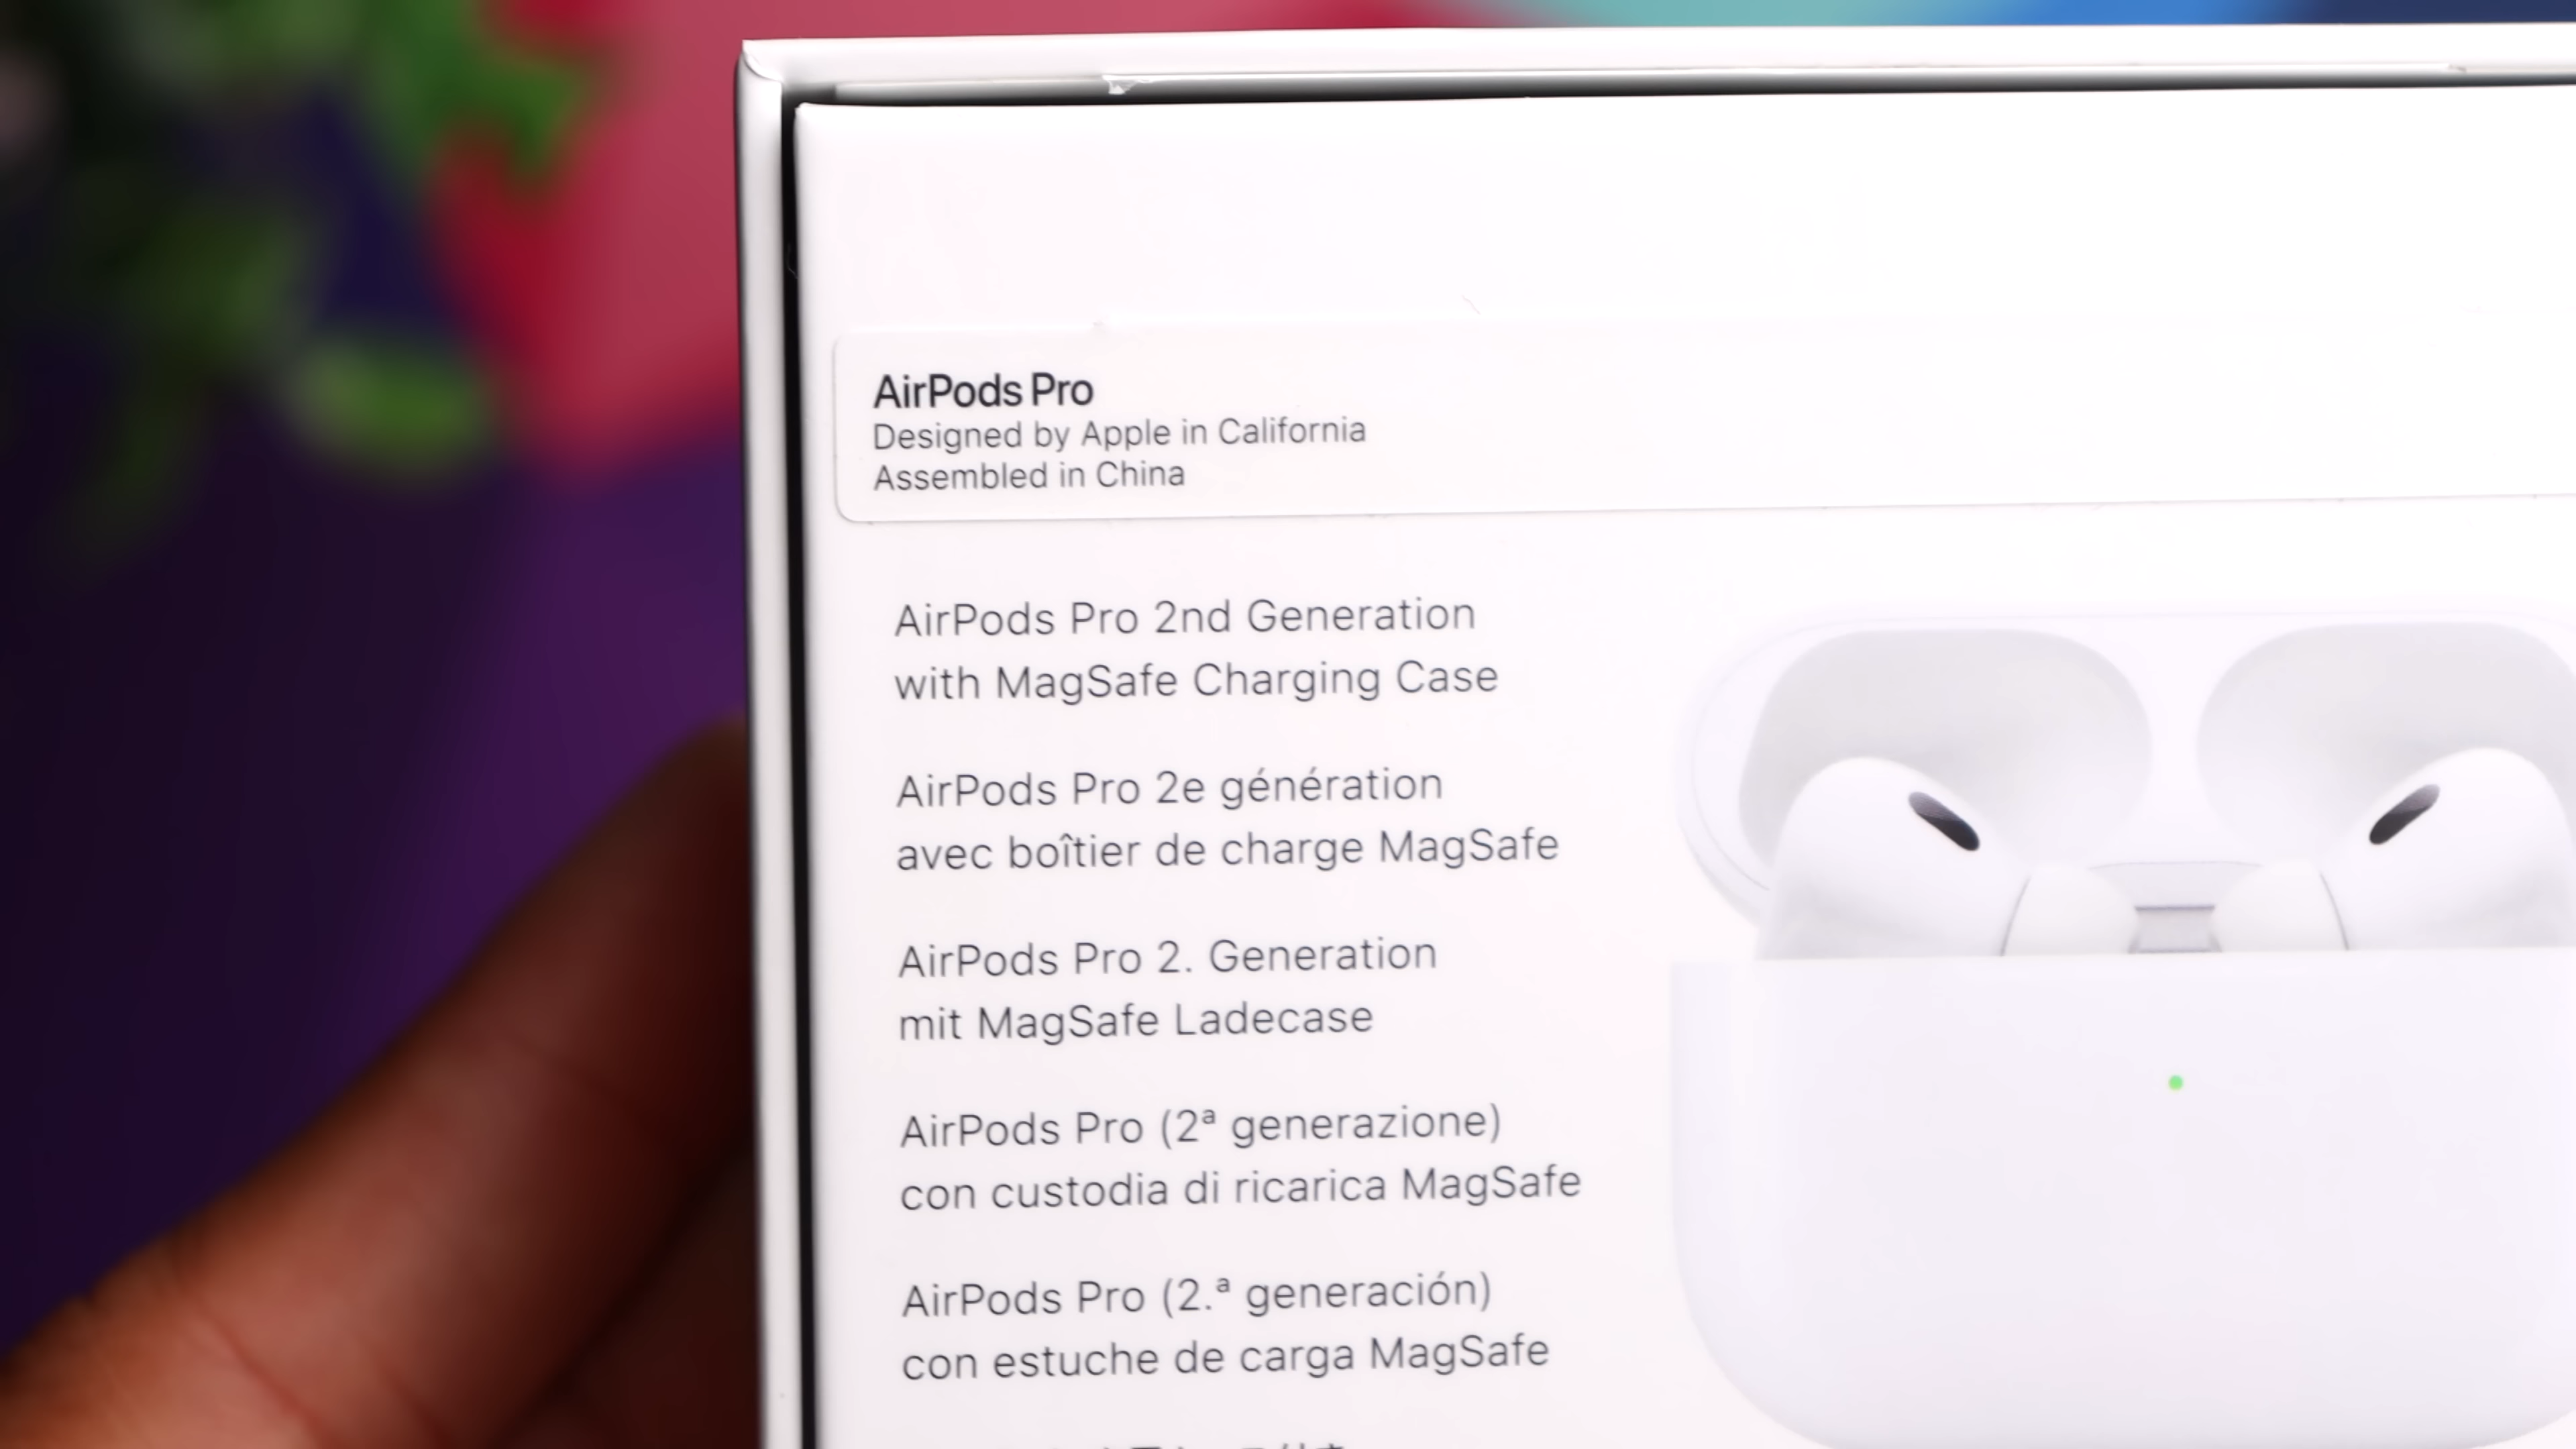 AirPods Pro
Designed by Apple in California
Assembled in China
AirPods Pro 2nd Generation
with MagSafe Charging Case
AirPods Pro 2e génération
avec boîtier de charge MagSafe
AirPods Pro 2. Generation
mit MagSafe Ladecase
AirPods Pro (2ª generazione)
con custodia di ricarica MagSafe
AirPods Pro (2.ª generación)
con estuche de carga MagSafe